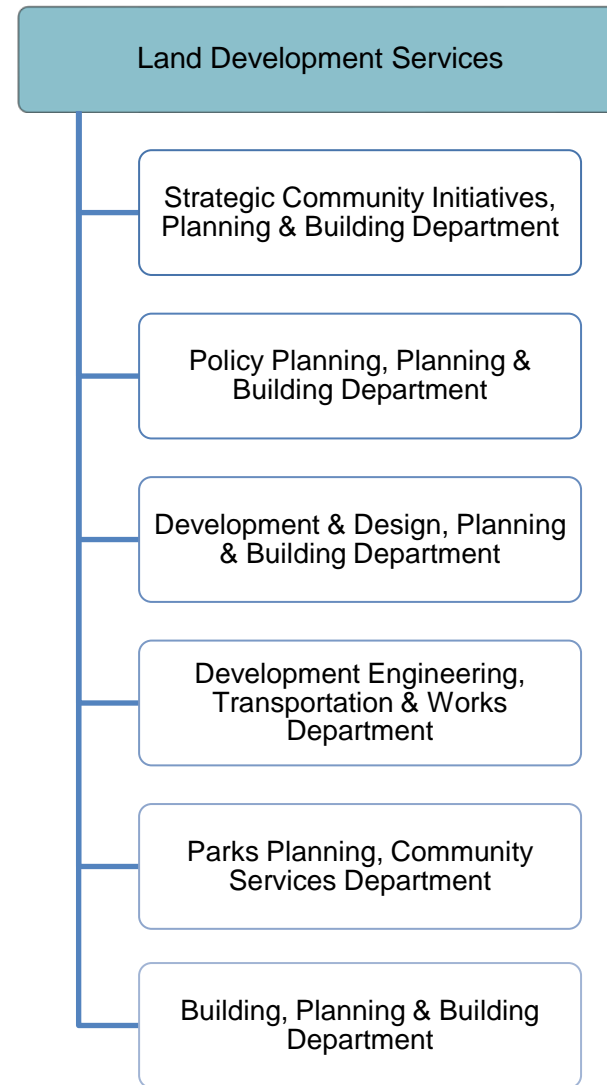 Land Development Services
Strategic Community Initiatives,
Planning & Building Department
Policy Planning, Planning &
Building Department
Development & Design, Planning
& Building Department
Development Engineering,
Transportation & Works
Department
Parks Planning, Community
Services Department
Building, Planning & Building
Department